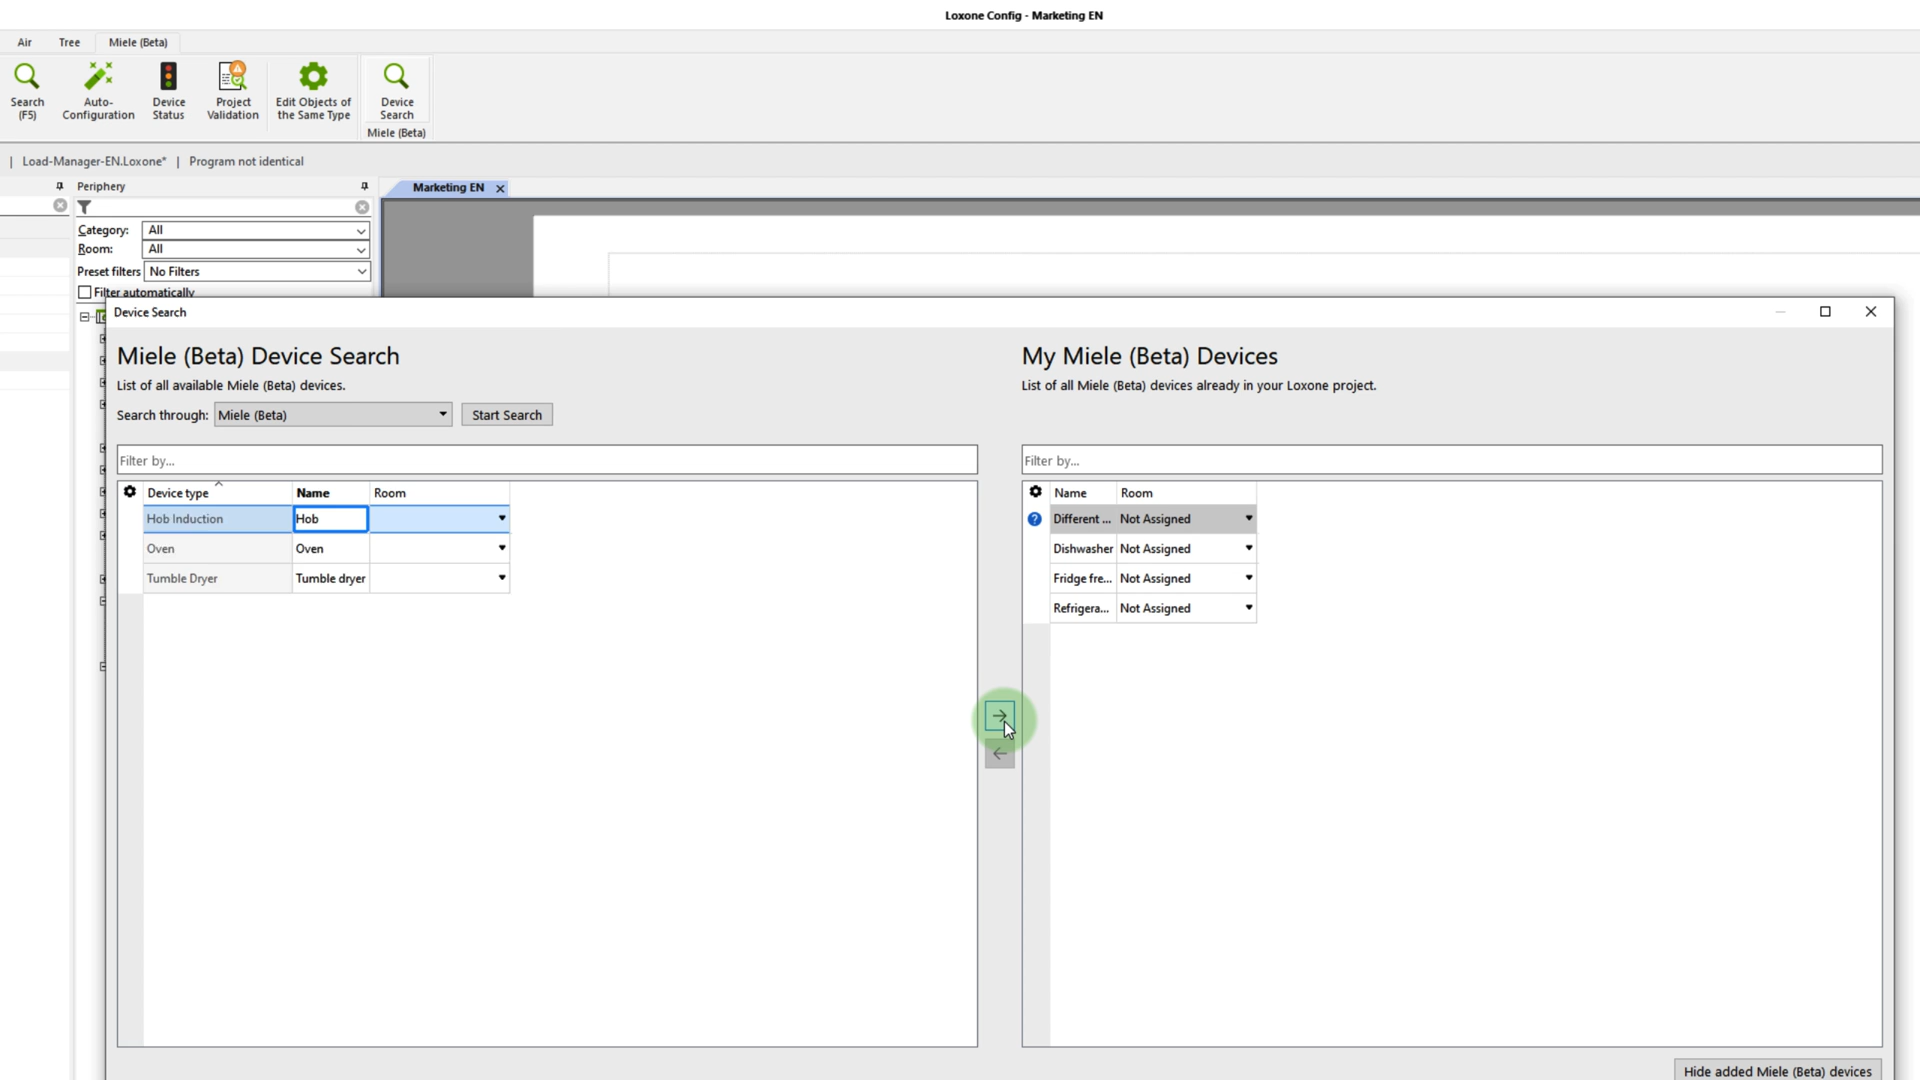 Loxone Config - Marketing EN
Air
Tree
Miele (Beta)
Search
(F5)
Auto-
Configuration
Device
Status
Project
Validation
Edit Objects of
the Same Type
Device
Search
Miele (Beta)
| Load-Manager-EN.Loxone* | Program not identical
Periphery
Marketing EN
Category:
All
Room:
All
Preset filters
No Filters
Filter automatically
Device Search
Miele (Beta) Device Search
List of all available Miele (Beta) devices.
Search through:
Miele (Beta)
Start Search
Filter by...
Device type
Name
Room
Hob Induction
Hob
Oven
Oven
Tumble Dryer
Tumble dryer
My Miele (Beta) Devices
List of all Miele (Beta) devices already in your Loxone project.
Filter by...
Name
Room
Different ...
Not Assigned
Dishwasher
Not Assigned
Fridge fre...
Not Assigned
Refrigera...
Not Assigned
Hide added Miele (Beta) devices